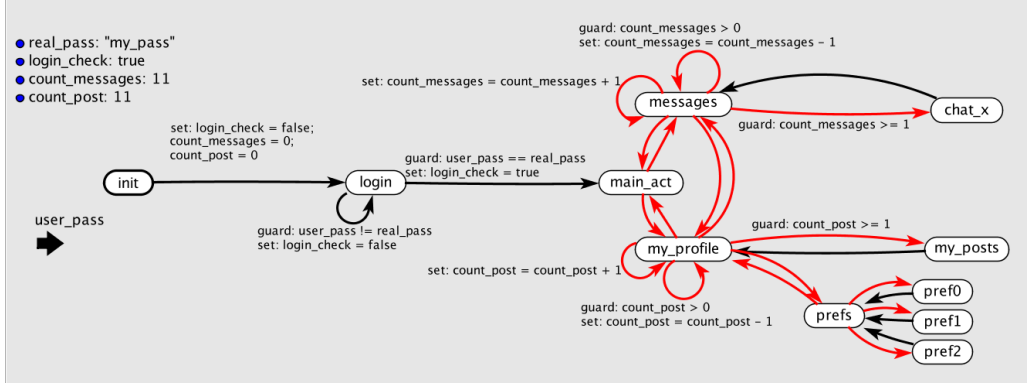 real_pass: "my_pass"
login_check: true
count_messages: 11
count_post: 11
guard: count_messages > 0
set: count_messages = count_messages – 1
set: count_messages = count_messages + 1
messages
chat_x
guard: count_messages >= 1
set: login_check = false;
count_messages = 0;
count_post = 0
guard: user_pass == real_pass
set: login_check = true
init
login
main_act
user_pass
guard: user_pass != real_pass
set: login_check = false
guard: count_post >= 1
my_profile
my_posts
set: count_post = count_post + 1
guard: count_post > 0
set: count_post = count_post – 1
prefs
pref0
pref1
pref2